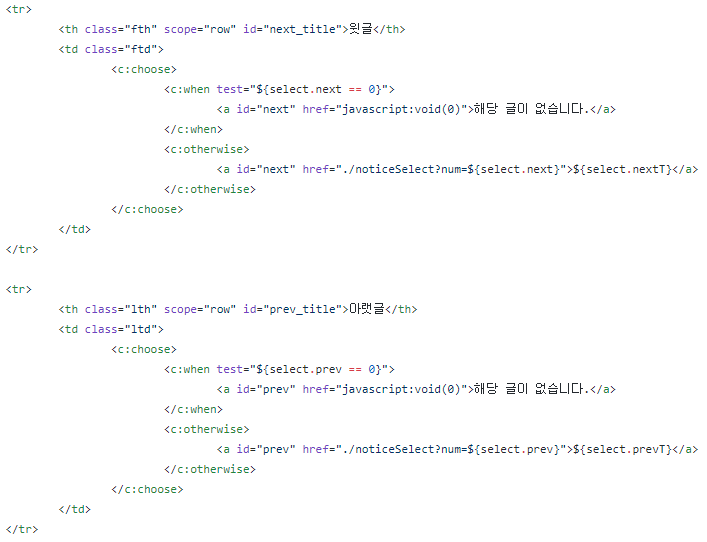 <tr>
<th class="fth" scope="row" id="next_title">윗글</th>
<td class="ftd">
<c:choose>
<c:when test="${select.next == 0}">
<a id="next" href="javascript:void(0)">해당 글이 없습니다.</a>
</c:when>
<c:otherwise>
<a id="next" href="./noticeSelect?num=${select.next}">${select.nextT}</a>
</c:otherwise>
</c:choose>
</td>
</tr>
<tr>
<th class="lth" scope="row" id="prev_title">아랫글</th>
<td class="ltd">
<c:choose>
<c:when test="${select.prev == 0}">
<a id="prev" href="javascript:void(0)">해당 글이 없습니다.</a>
</c:when>
<c:otherwise>
<a id="prev" href="./noticeSelect?num=${select.prev}">${select.prevT}</a>
</c:otherwise>
</c:choose>
</td>
</tr>